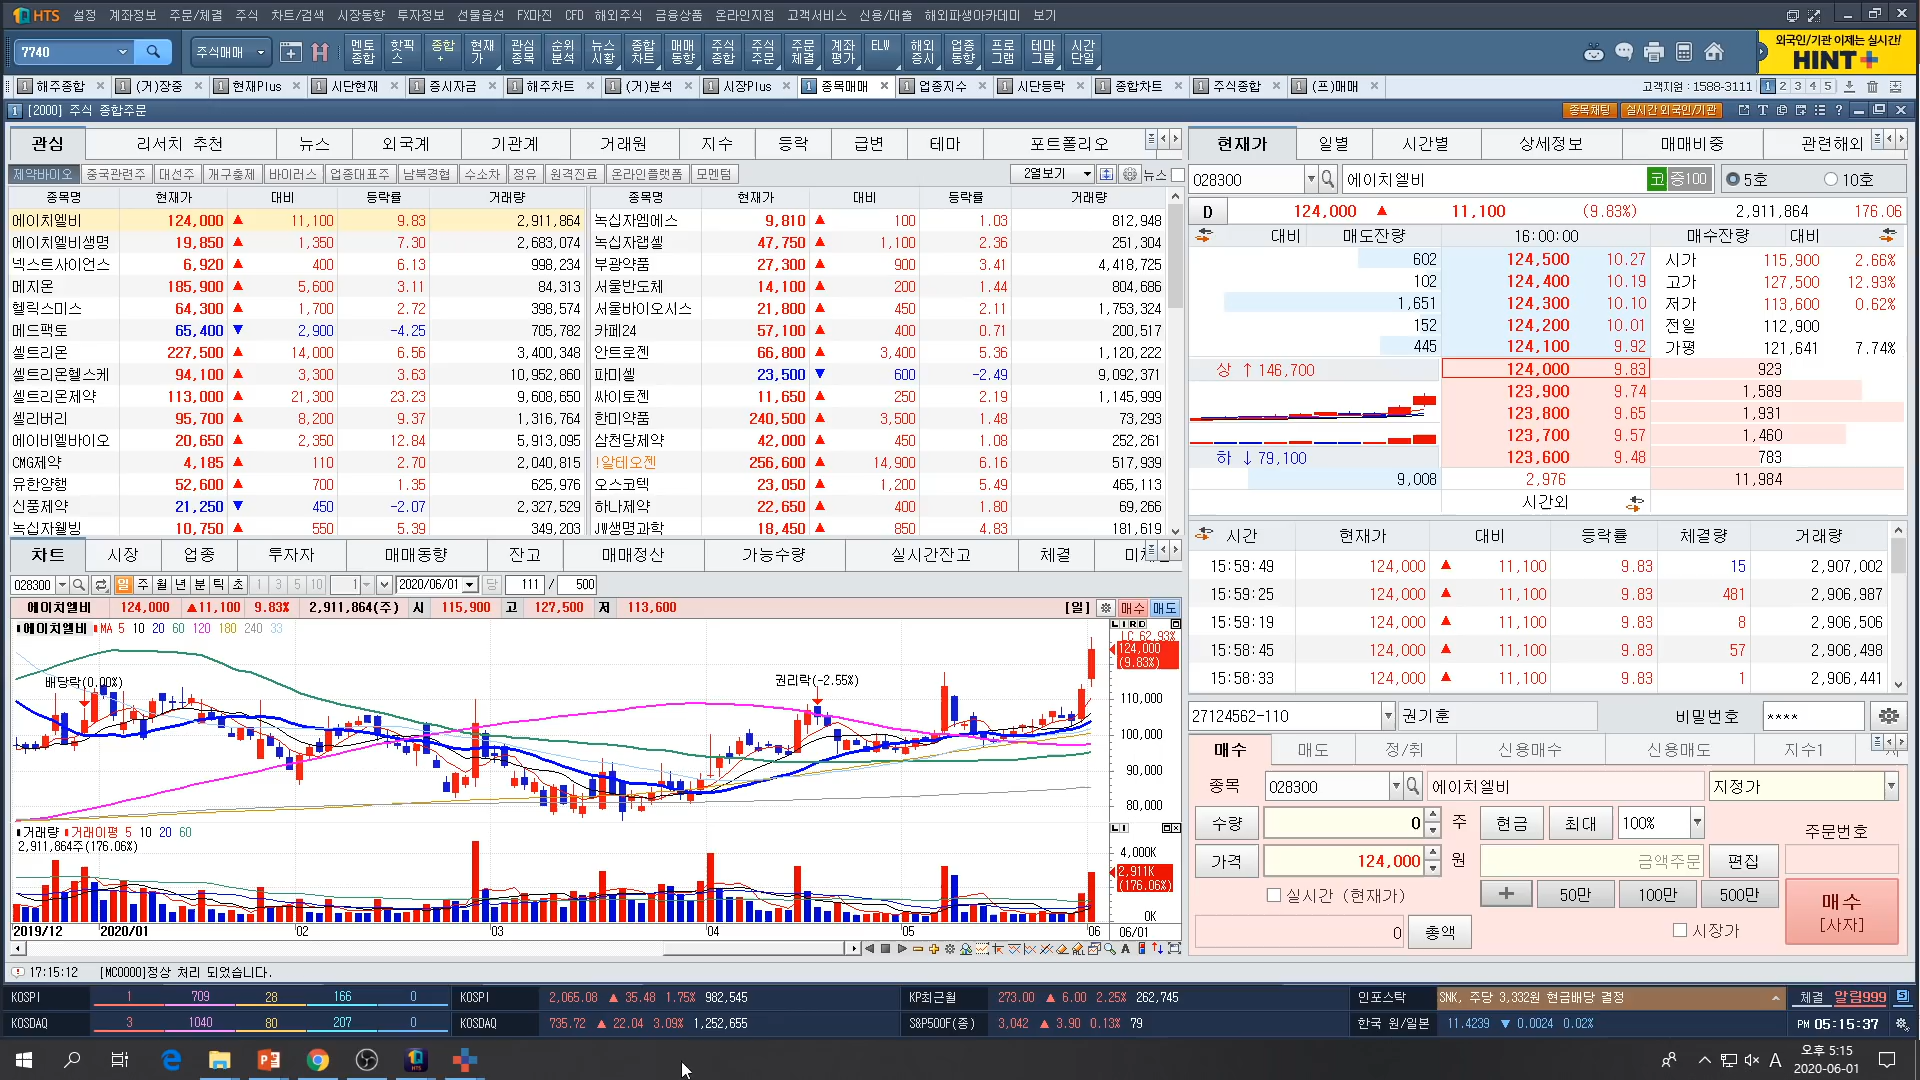 HTS 설정 계좌정보 주문/체결 주식 차트/검색 시장동향 투자정보 선물옵션 FX마진 CFD 해외주식 금융상품 온라인지점 고객서비스 신용/대출 해외파생아카데미 보기
7740 주식매매 멘토종합 핫픽스 종합+ 현재가 관심종목 순위분석 뉴스시황 종합차트 매매동향 주식종합 주식주문 주문체결 계좌평가 ELW 해외증시 업종동향 프로그램 테마그룹 시간단일
외국인/기관 이제는 실시간!
HINT+
1 해주종합 1 (거)장중 1 현재Plus 1 시단현재 1 증시자금 1 해주차트 1 (거)분석 1 시장Plus 1 종목매매 1 업종지수 1 시단등락 1 종합차트 1 주식종합 1 (프)매매 고객지원 : 1588-3111 1 2 3 4 5
1 [2000] 주식 종합주문 종목채팅 실시간 외국인/기관
관심 리서치 추천 뉴스 외국계 기관계 거래원 지수 등락 급변 테마 포트폴리오
제약바이오 중국관련주 대선주 개구충제 바이러스 업종대표주 남북경협 수소차 정유 원격진료 온라인플랫폼 모멘텀 2열보기 뉴스
종목명 현재가 대비 등락률 거래량 종목명 현재가 대비 등락률 거래량
에이치엘비 124,000 ▲ 11,100 9.83 2,911,864 녹십자엠에스 9,810 ▲ 100 1.03 812,948
에이치엘비생명 19,850 ▲ 1,350 7.30 2,683,074 녹십자랩셀 47,750 ▲ 1,100 2.36 251,304
넥스트사이언스 6,920 ▲ 400 6.13 998,234 부광약품 27,300 ▲ 900 3.41 4,418,725
메지온 185,900 ▲ 5,600 3.11 84,313 서울반도체 14,100 ▲ 200 1.44 804,686
헬릭스미스 64,300 ▲ 1,700 2.72 398,574 서울바이오시스 21,800 ▲ 450 2.11 1,753,324
메드팩토 65,400 ▼ 2,900 -4.25 705,782 카페24 57,100 ▲ 400 0.71 200,517
셀트리온 227,500 ▲ 14,000 6.56 3,400,348 안트로젠 66,800 ▲ 3,400 5.36 1,120,222
셀트리온헬스케 94,100 ▲ 3,300 3.63 10,952,860 파미셀 23,500 ▼ 600 -2.49 9,092,371
셀트리온제약 113,000 ▲ 21,300 23.23 9,608,650 싸이토젠 11,650 ▲ 250 2.19 1,145,999
셀리버리 95,700 ▲ 8,200 9.37 1,316,764 한미약품 240,500 ▲ 3,500 1.48 73,293
에이비엘바이오 20,650 ▲ 2,350 12.84 5,913,095 삼천당제약 42,000 ▲ 450 1.08 252,261
CMG제약 4,185 ▲ 110 2.70 2,040,815 !알테오젠 256,600 ▲ 14,900 6.16 517,939
유한양행 52,600 ▲ 700 1.35 625,976 오스코텍 23,050 ▲ 1,200 5.49 465,113
신풍제약 21,250 ▼ 450 -2.07 2,327,529 하나제약 22,650 ▲ 400 1.80 69,266
녹십자웰빙 10,750 ▲ 550 5.39 349,203 JW생명과학 18,450 ▲ 850 4.83 181,619
차트 시장 업종 투자자 매매동향 잔고 매매정산 가능수량 실시간잔고 체결
028300 일 주 월 년 분 틱 초 1 3 5 10 1 2020/06/01 당 111 / 500
에이치엘비 124,000 ▲11,100 9.83% 2,911,864(주) 시 115,900 고 127,500 저 113,600 [일] 매수 매도
에이치엘비 MA 5 10 20 60 120 180 240 33
LC 62.93%
124,000
(9.83%)
배당락(0.00%) 권리락(-2.55%)
110,000
100,000
90,000
80,000
거래량 거래이평 5 10 20 60
2,911,864주(176.06%)
4,000K
2,911K
(176.06%)
0K
2019/12 2020/01 02 03 04 05 06 06/01
17:15:12 [MC0000]정상 처리 되었습니다.
현재가 일별 시간별 상세정보 매매비중 관련해외
028300 에이치엘비 코 중100 5호 10호
D 124,000 ▲ 11,100 (9.83%) 2,911,864 176.06
대비 매도잔량 16:00:00 매수잔량 대비
602 124,500 10.27 시가 115,900 2.66%
102 124,400 10.19 고가 127,500 12.93%
1,651 124,300 10.10 저가 113,600 0.62%
152 124,200 10.01 전일 112,900
445 124,100 9.92 가평 121,641 7.74%
상 ↑ 146,700 124,000 9.83 923
123,900 9.74 1,589
123,800 9.65 1,931
123,700 9.57 1,460
하 ↓ 79,100 123,600 9.48 783
9,008 2,976 11,984
시간외
시간 현재가 대비 등락률 체결량 거래량
15:59:49 124,000 ▲ 11,100 9.83 15 2,907,002
15:59:25 124,000 ▲ 11,100 9.83 481 2,906,987
15:59:19 124,000 ▲ 11,100 9.83 8 2,906,506
15:58:45 124,000 ▲ 11,100 9.83 57 2,906,498
15:58:33 124,000 ▲ 11,100 9.83 1 2,906,441
27124562-110 권기훈 비밀번호 ****
매수 매도 정/취 신용매수 신용매도 지수1
종목 028300 에이치엘비 지정가
수량 0 주 현금 최대 100% 주문번호
가격 124,000 원 금액주문 편집
실시간 (현재가) + 50만 100만 500만 매수
[사자]
0 총액 시장가
KOSPI 1 709 28 166 0 KOSPI 2,065.08 ▲ 35.48 1.75% 982,545 KP최근월 273.00 ▲ 6.00 2.25% 262,745 인포스탁 SNK, 주당 3,332원 현금배당 결정 체결 알림999
KOSDAQ 3 1040 80 207 0 KOSDAQ 735.72 ▲ 22.04 3.09% 1,252,655 S&P500F(종) 3,042 ▲ 3.90 0.13% 79 한국 원/일본 11.4239 ▼ 0.0024 0.02% PM 05:15:37
A 오후 5:15
2020-06-01